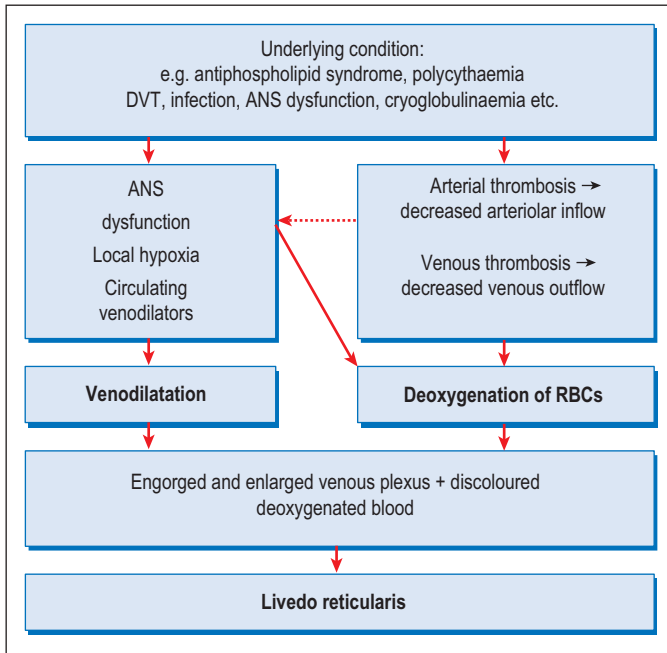 Underlying condition:
e.g. antiphospholipid syndrome, polycythaemia
DVT, infection, ANS dysfunction, cryoglobulinaemia etc.
ANS
dysfunction
Local hypoxia
Circulating
venodilators
Arterial thrombosis →
decreased arteriolar inflow
Venous thrombosis →
decreased venous outflow
Venodilatation
Deoxygenation of RBCs
Engorged and enlarged venous plexus + discoloured
deoxygenated blood
Livedo reticularis